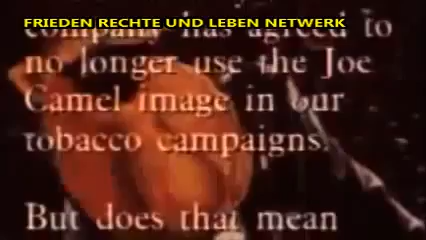 FRIEDEN RECHTE UND LEBEN NETWERK
company has agreed to
no longer use the Joe
Camel image in our
tobacco campaigns.
But does that mean